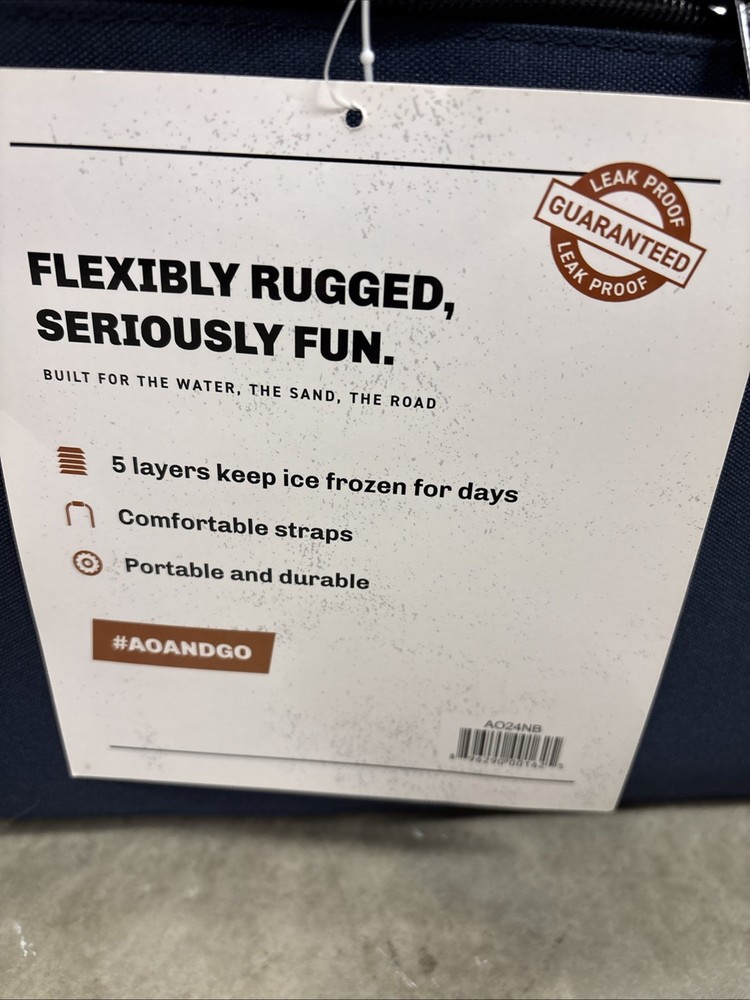 LEAK PROOF
GUARANTEED
LEAK PROOF
FLEXIBLY RUGGED,
SERIOUSLY FUN.
BUILT FOR THE WATER, THE SAND, THE ROAD
5 layers keep ice frozen for days
Comfortable straps
Portable and durable
#AOANDGO
AO24NB